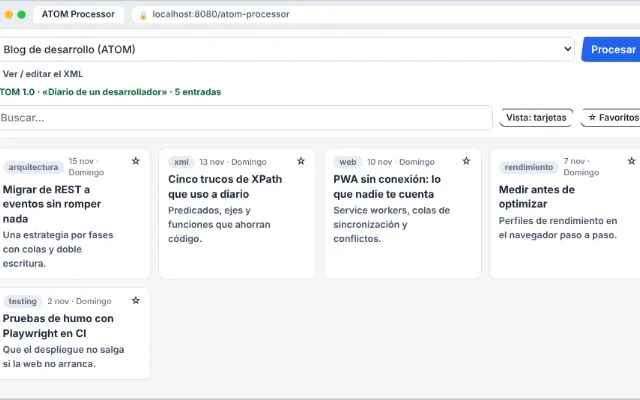 ATOM Processor
localhost:8080/atom-processor
Blog de desarrollo (ATOM)
Procesar
Ver / editar el XML
TOM 1.0 · «Diario de un desarrollador» · 5 entradas
Buscar...
Vista: tarjetas
☆ Favoritos
arquitectura
15 nov ·
Domingo
☆
Migrar de REST a
eventos sin romper
nada
Una estrategia por fases
con colas y doble
escritura.
xml
13 nov · Domingo
☆
Cinco trucos de XPath
que uso a diario
Predicados, ejes y
funciones que ahorran
código.
web
10 nov · Domingo
☆
PWA sin conexión: lo
que nadie te cuenta
Service workers, colas de
sincronización y
conflictos.
rendimiento
7 nov ·
Domingo
☆
Medir antes de
optimizar
Perfiles de rendimiento en
el navegador paso a paso.
testing
2 nov · Domingo
☆
Pruebas de humo con
Playwright en CI
Que el despliegue no salga
si la web no arranca.